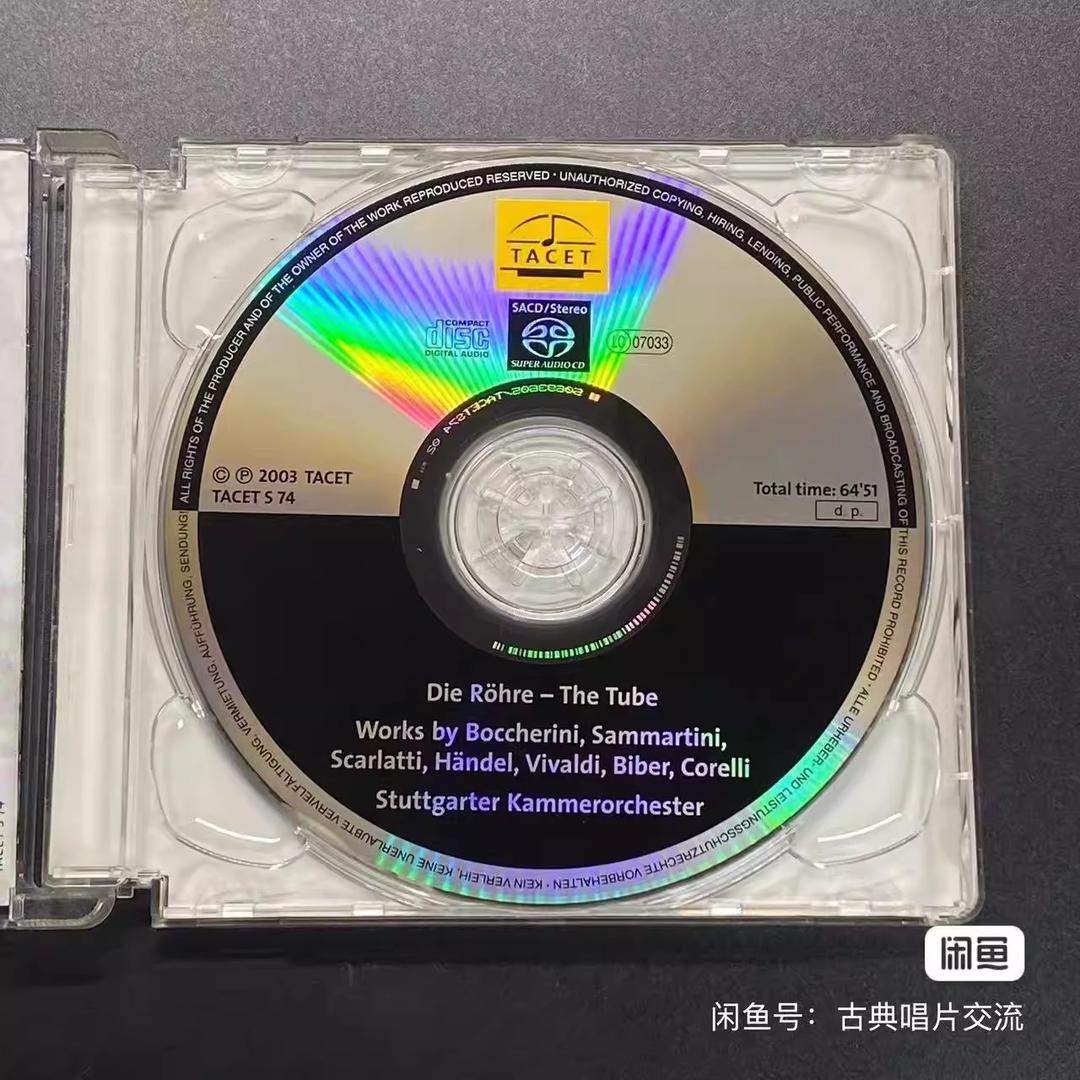 ALL RIGHTS OF THE PRODUCER AND OF THE OWNER OF THE WORK REPRODUCED RESERVED · UNAUTHORIZED COPYING, HIRING, LENDING, PUBLIC PERFORMANCE AND BROADCASTING OF THIS RECORD PROHIBITED · ALLE URHEBER- UND LEISTUNGSSCHUTZRECHTE VORBEHALTEN · KEIN VERLEIH, KEINE UNERLAUBTE VERVIELFÄLTIGUNG, VERMIETUNG, AUFFÜHRUNG, SENDUNG!
TACET
COMPACT
disc
DIGITAL AUDIO
SACD/Stereo
SUPER AUDIO CD
LC 07033
© ℗ 2003 TACET
TACET S 74
Total time: 64'51
d. p.
Die Röhre – The Tube
Works by Boccherini, Sammartini,
Scarlatti, Händel, Vivaldi, Biber, Corelli
Stuttgarter Kammerorchester
闲鱼
闲鱼号：古典唱片交流